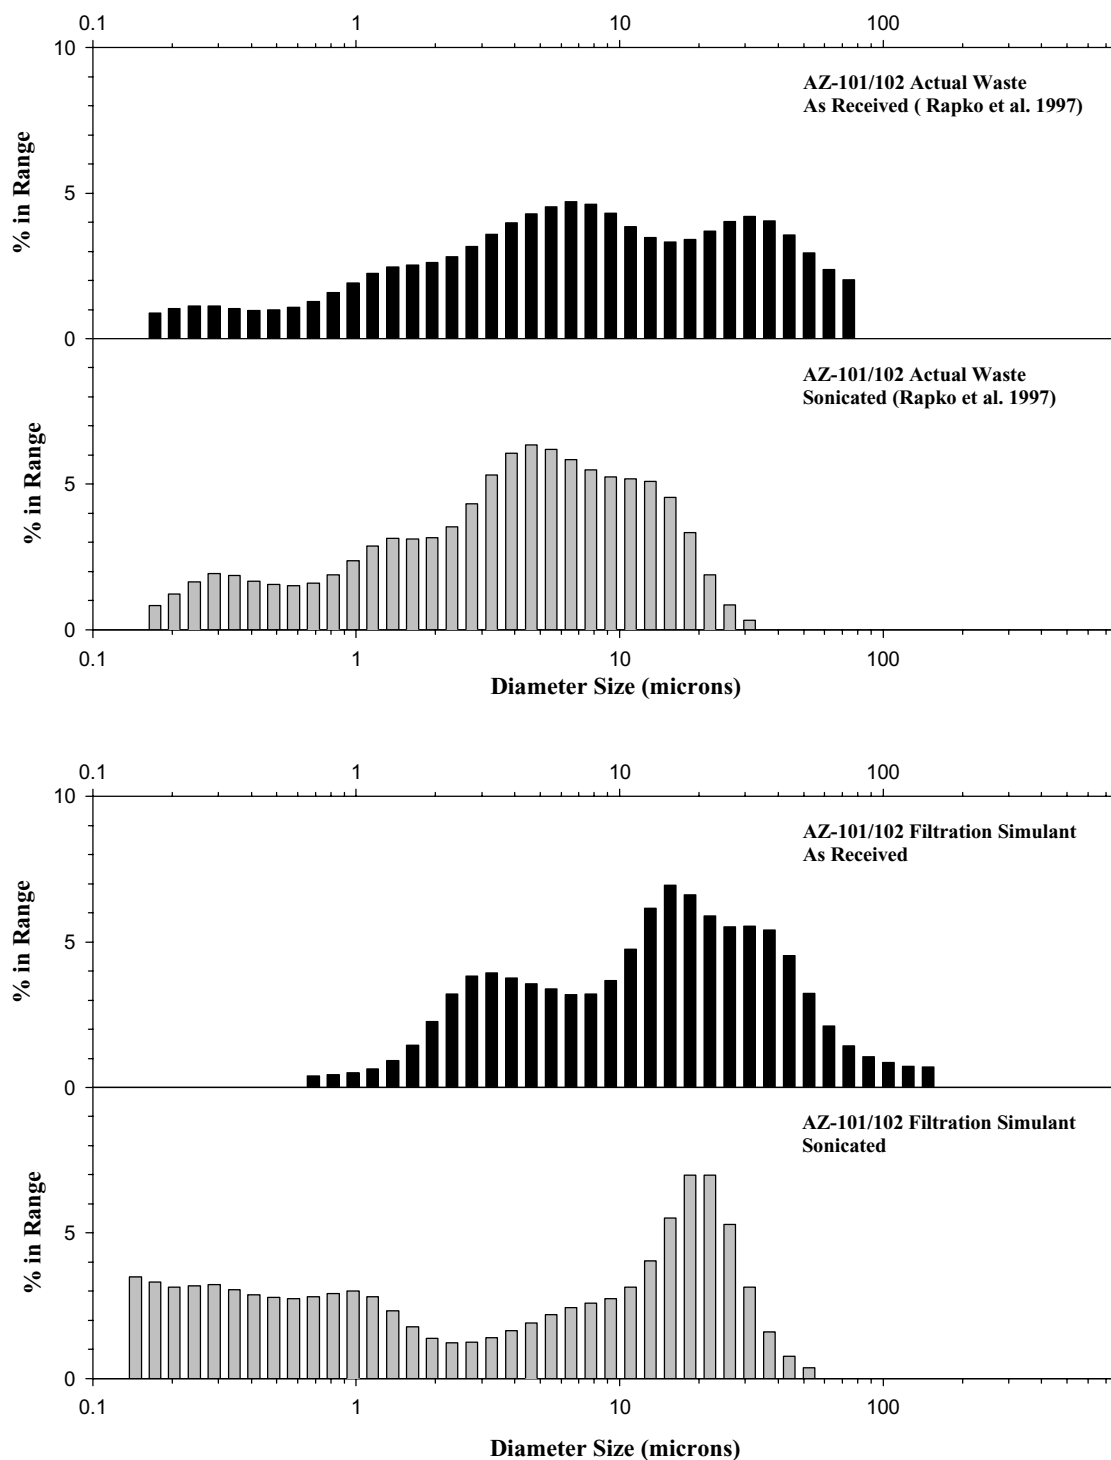 0.1 1 10 100
10
AZ-101/102 Actual Waste
As Received ( Rapko et al. 1997)
% in Range
5
0
AZ-101/102 Actual Waste
Sonicated (Rapko et al. 1997)
% in Range
5
0
0.1 1 10 100
Diameter Size (microns)
0.1 1 10 100
10
AZ-101/102 Filtration Simulant
As Received
% in Range
5
0
AZ-101/102 Filtration Simulant
Sonicated
% in Range
5
0
0.1 1 10 100
Diameter Size (microns)